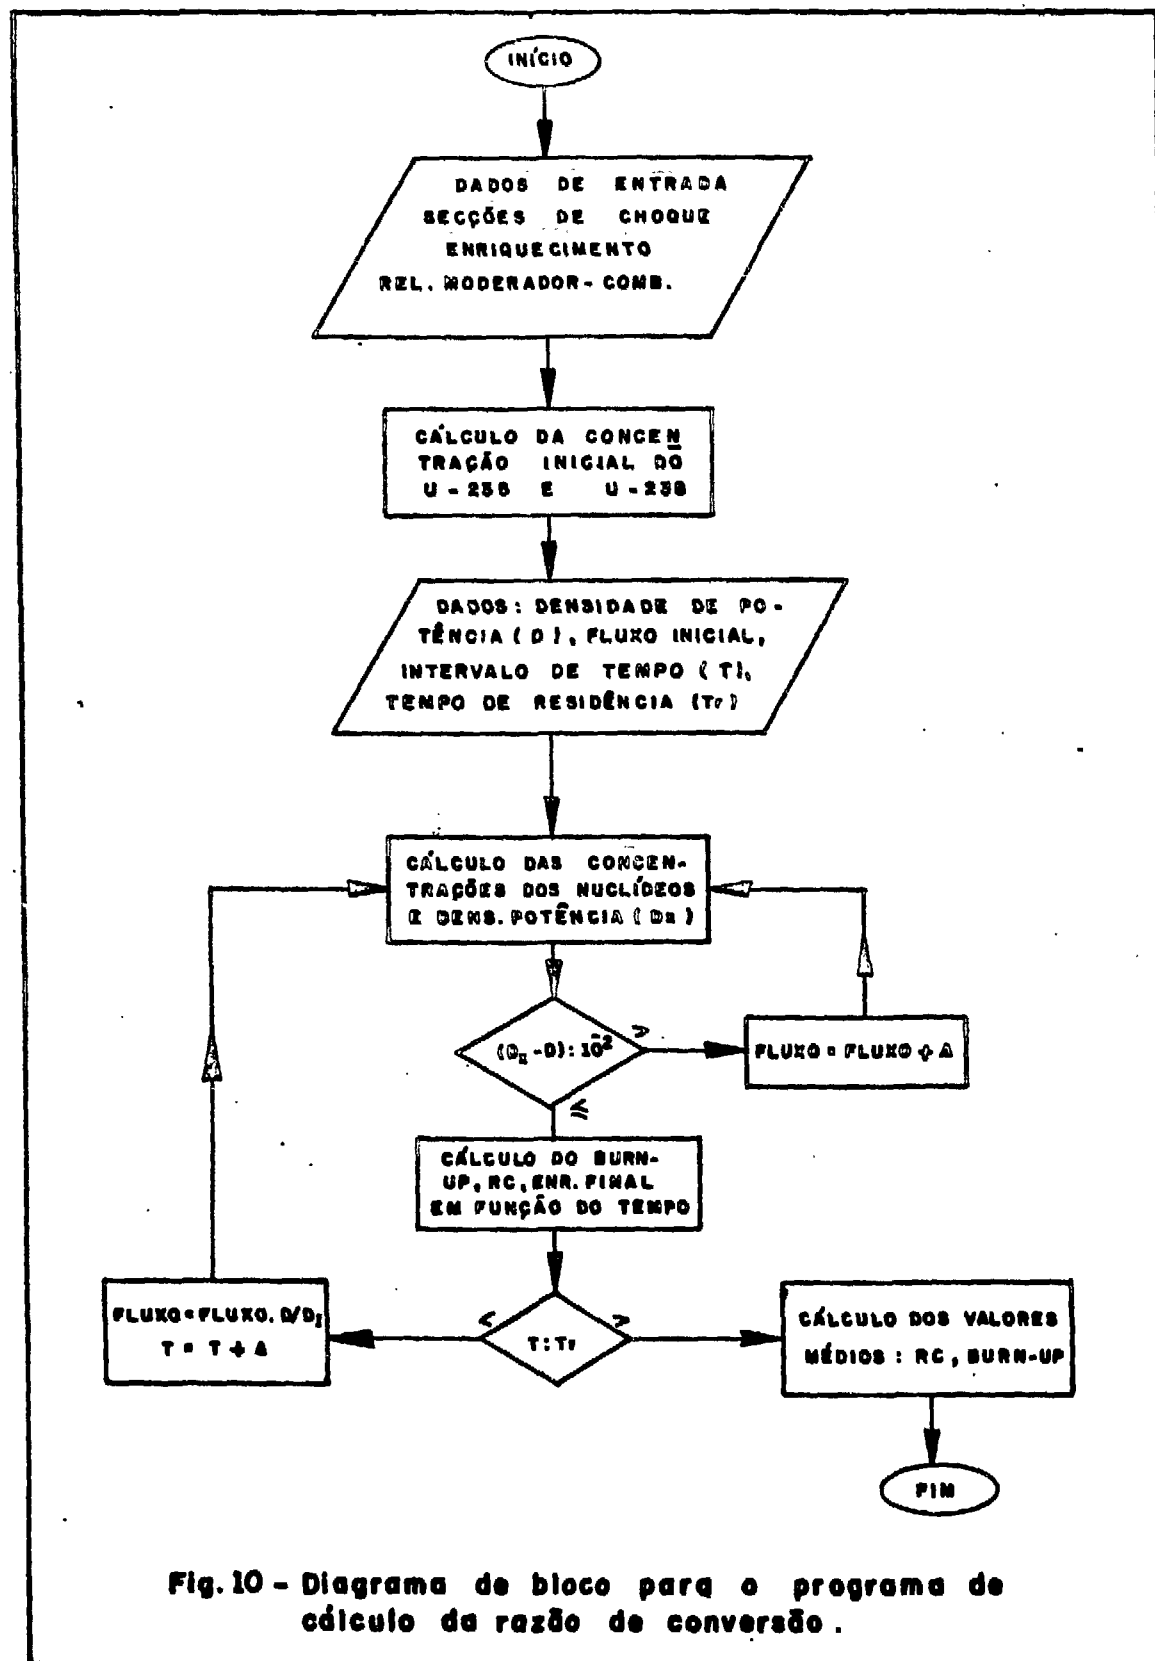 INÍCIO
DADOS DE ENTRADA
SECÇÕES DE CHOQUE
ENRIQUECIMENTO
REL. MODERADOR - COMB.
CÁLCULO DA CONCEN
TRAÇÃO INICIAL DO
U - 235 E U - 238
DADOS : DENSIDADE DE PO -
TÊNCIA ( D ), FLUXO INICIAL,
INTERVALO DE TEMPO ( T ),
TEMPO DE RESIDÊNCIA (Tr)
CÁLCULO DAS CONCEN-
TRAÇÕES DOS NUCLÍDEOS
E DENS. POTÊNCIA ( DI )
(DI - D) : 10-2
>
FLUXO = FLUXO + A
≤
CÁLCULO DO BURN-
UP, RC, ENR. FINAL
EM FUNÇÃO DO TEMPO
FLUXO = FLUXO. D/DI
T = T + A
<
T : Tr
>
CÁLCULO DOS VALORES
MÉDIOS : RC, BURN-UP
FIM
Fig. 10 - Diagrama de bloco para o programa de
cálculo da razão de conversão .